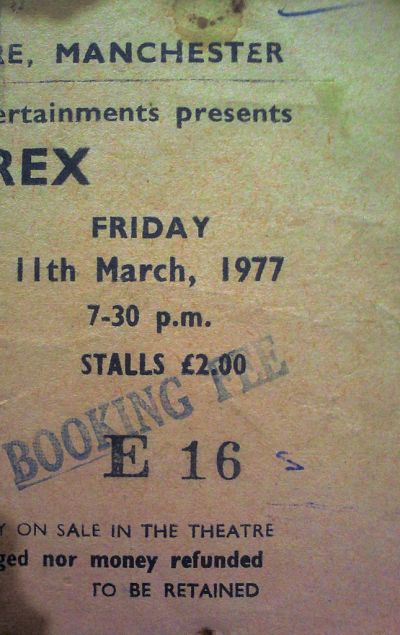 RE, MANCHESTER
ertainments presents
REX
FRIDAY
11th March, 1977
7-30 p.m.
STALLS £2.00
BOOKING FEE
E 16
Y ON SALE IN THE THEATRE
ged nor money refunded
TO BE RETAINED